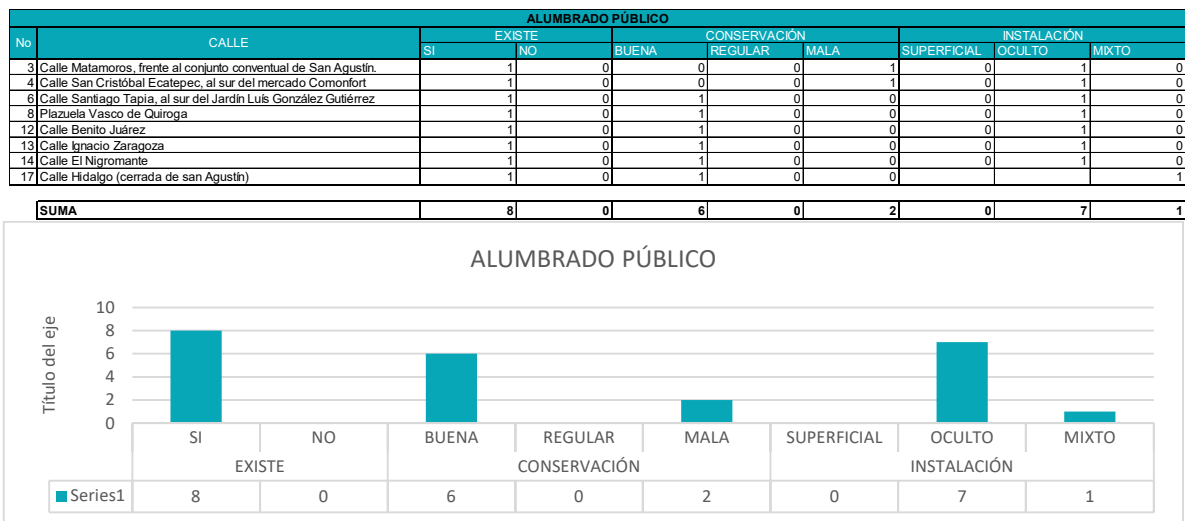 ALUMBRADO PÚBLICO
No CALLE EXISTE CONSERVACIÓN INSTALACIÓN
SI NO BUENA REGULAR MALA SUPERFICIAL OCULTO MIXTO
3 Calle Matamoros, frente al conjunto conventual de San Agustín. 1 0 0 0 1 0 1 0
4 Calle San Cristóbal Ecatepec, al sur del mercado Comonfort 1 0 0 0 1 0 1 0
6 Calle Santiago Tapia, al sur del Jardín Luís González Gutiérrez 1 0 1 0 0 0 1 0
8 Plazuela Vasco de Quiroga 1 0 1 0 0 0 1 0
12 Calle Benito Juárez 1 0 1 0 0 0 1 0
13 Calle Ignacio Zaragoza 1 0 1 0 0 0 1 0
14 Calle El Nigromante 1 0 1 0 0 0 1 0
17 Calle Hidalgo (cerrada de san Agustín) 1 0 1 0 0 1
SUMA 8 0 6 0 2 0 7 1
ALUMBRADO PÚBLICO
Título del eje
10
8
6
4
2
0
SI NO BUENA REGULAR MALA SUPERFICIAL OCULTO MIXTO
EXISTE CONSERVACIÓN INSTALACIÓN
Series1 8 0 6 0 2 0 7 1